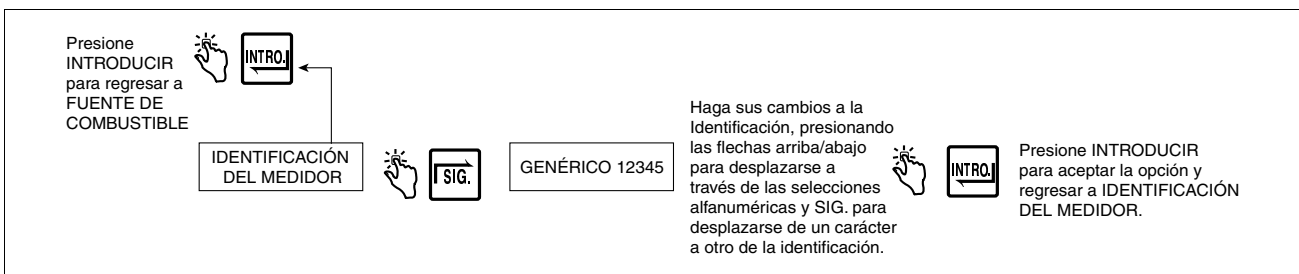 Presione
INTRODUCIR
para regresar a
FUENTE DE
COMBUSTIBLE
INTRO.
IDENTIFICACIÓN
DEL MEDIDOR
SIG.
GENÉRICO 12345
Haga sus cambios a la
Identificación, presionando
las flechas arriba/abajo
para desplazarse a
través de las selecciones
alfanuméricas y SIG. para
desplazarse de un carácter
a otro de la identificación.
INTRO.
Presione INTRODUCIR
para aceptar la opción y
regresar a IDENTIFICACIÓN
DEL MEDIDOR.